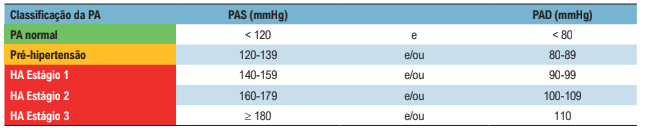 Classificação da PA PAS (mmHg) PAD (mmHg)
PA normal < 120 e < 80
Pré-hipertensão 120-139 e/ou 80-89
HA Estágio 1 140-159 e/ou 90-99
HA Estágio 2 160-179 e/ou 100-109
HA Estágio 3 ≥ 180 e/ou 110